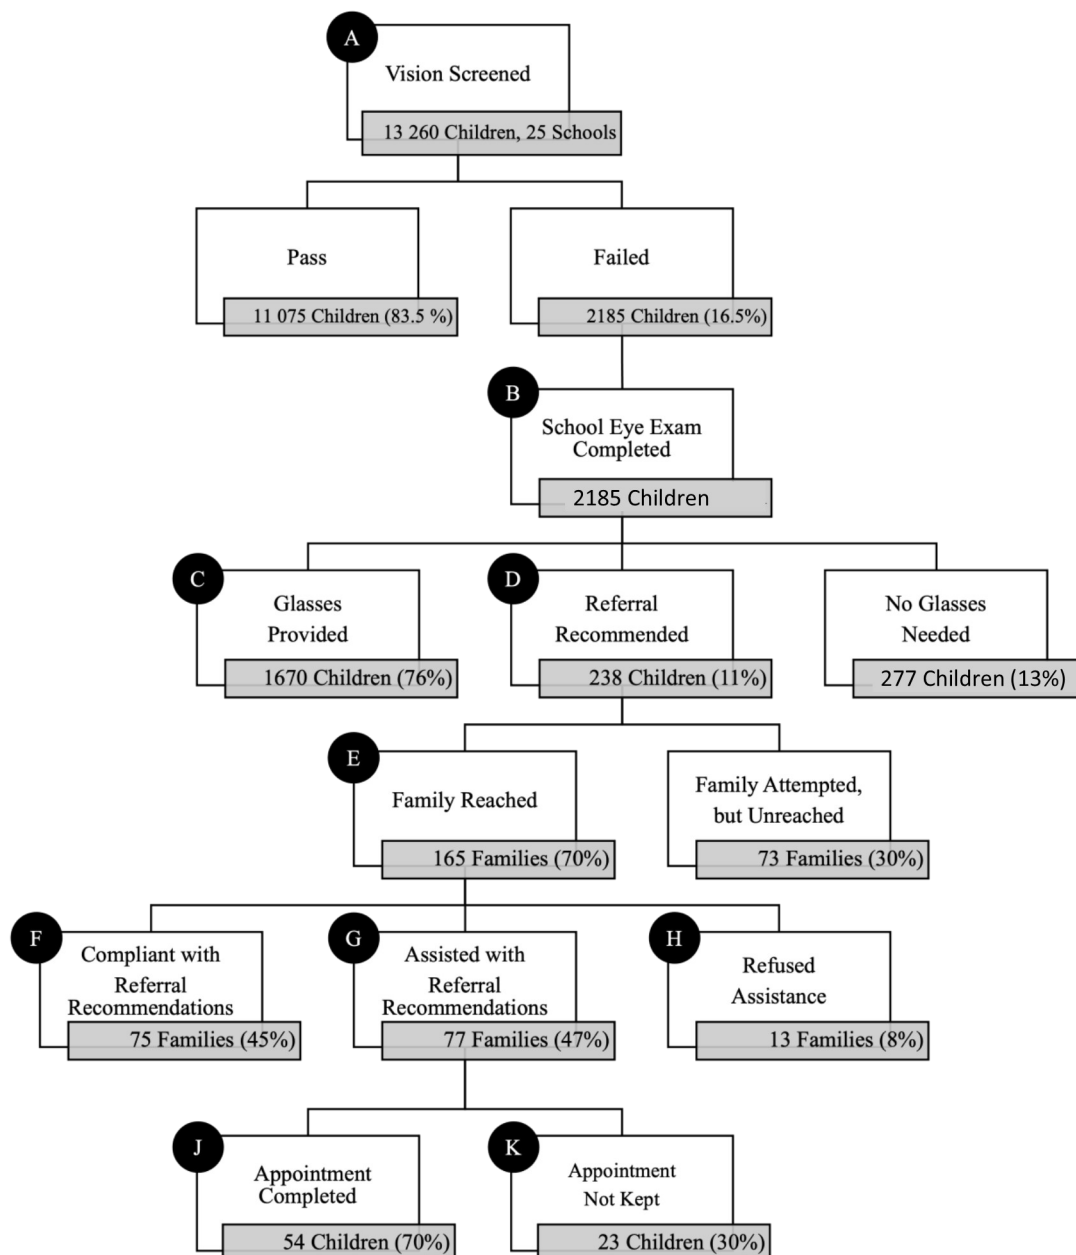 A
Vision Screened
13 260 Children, 25 Schools
Pass
11 075 Children (83.5 %)
Failed
2185 Children (16.5%)
B
School Eye Exam
Completed
2185 Children
C
Glasses
Provided
1670 Children (76%)
D
Referral
Recommended
238 Children (11%)
No Glasses
Needed
277 Children (13%)
E
Family Reached
165 Families (70%)
Family Attempted,
but Unreached
73 Families (30%)
F
Compliant with
Referral
Recommendations
75 Families (45%)
G
Assisted with
Referral
Recommendations
77 Families (47%)
H
Refused
Assistance
13 Families (8%)
J
Appointment
Completed
54 Children (70%)
K
Appointment
Not Kept
23 Children (30%)